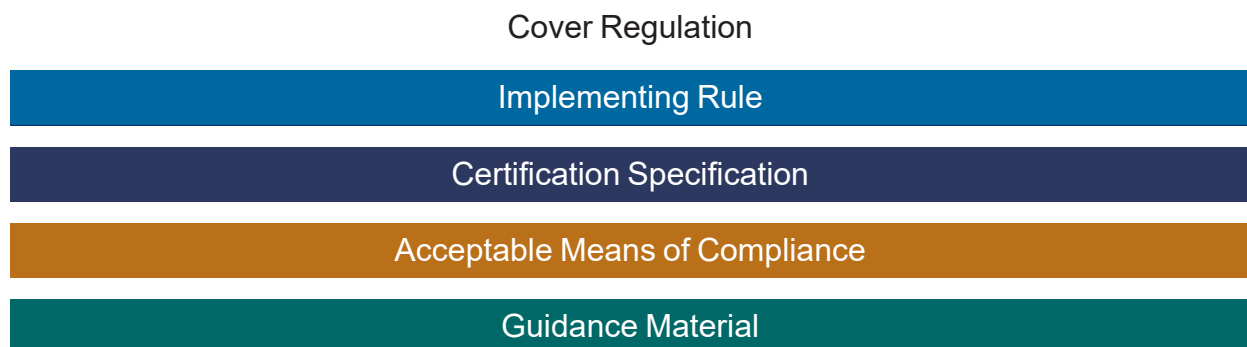 Cover Regulation
Implementing Rule
Certification Specification
Acceptable Means of Compliance
Guidance Material